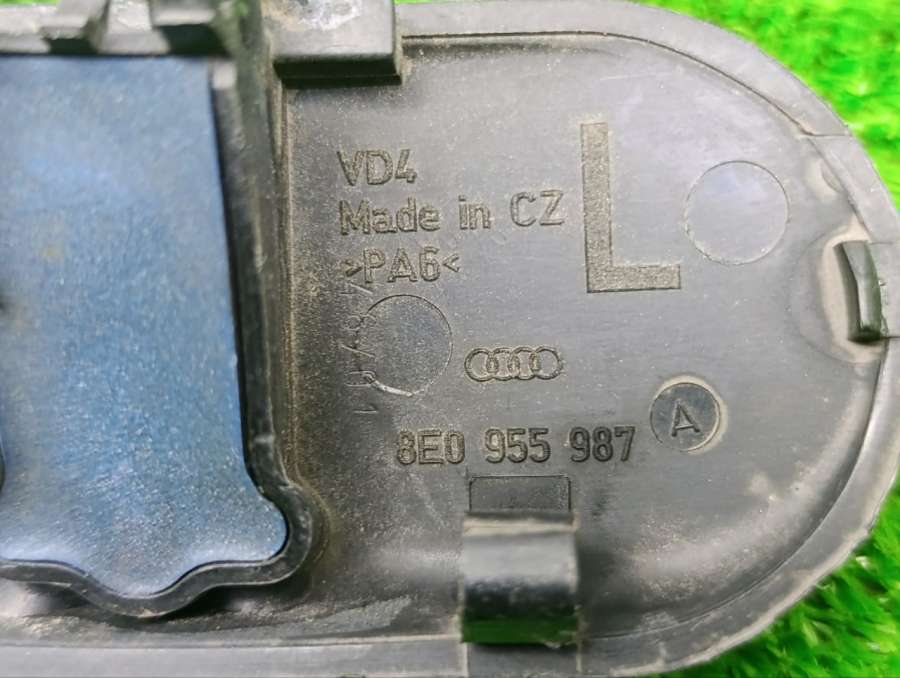 VD4
Made in CZ
>PA6<
L
8E0 955 987 A